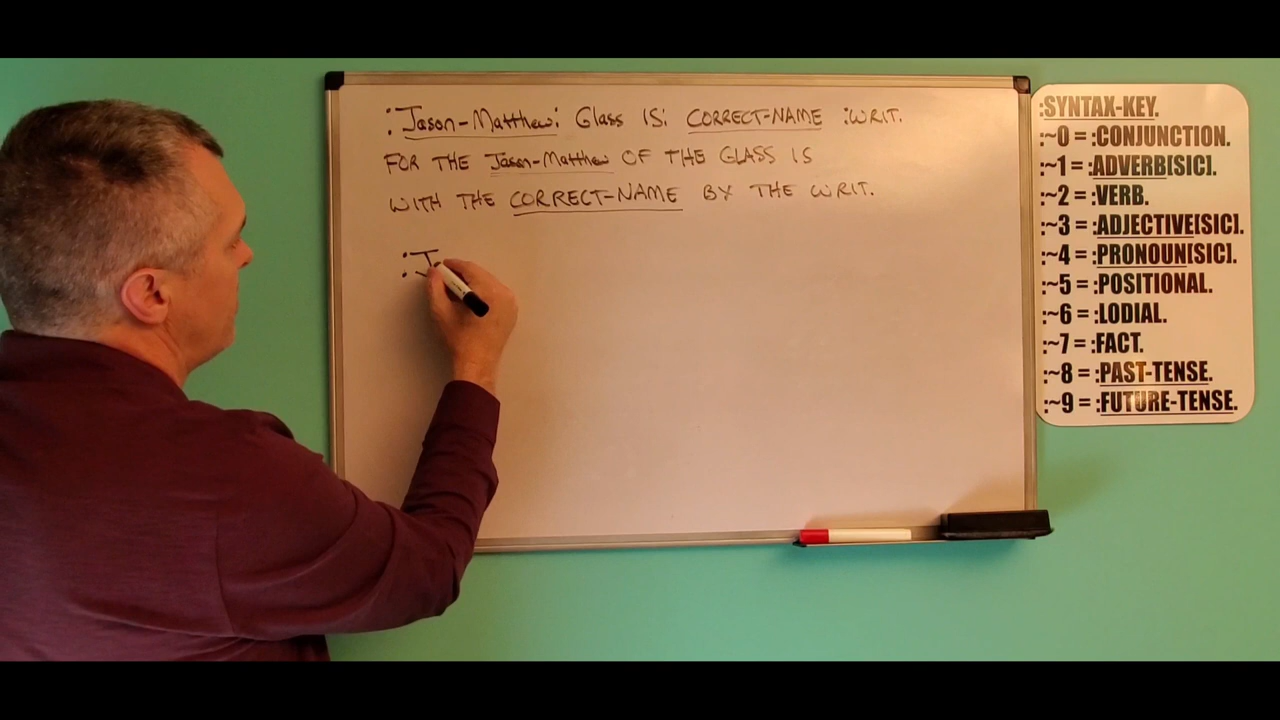 :Jason-Matthew: Glass IS: CORRECT-NAME :WRIT.
FOR THE Jason-Matthew OF THE GLASS IS
WITH THE CORRECT-NAME BY THE WRIT.
:J
:SYNTAX-KEY.
:~0 = :CONJUNCTION.
:~1 = :ADVERB[SIC].
:~2 = :VERB.
:~3 = :ADJECTIVE[SIC].
:~4 = :PRONOUN[SIC].
:~5 = :POSITIONAL.
:~6 = :LODIAL.
:~7 = :FACT.
:~8 = :PAST-TENSE.
:~9 = :FUTURE-TENSE.